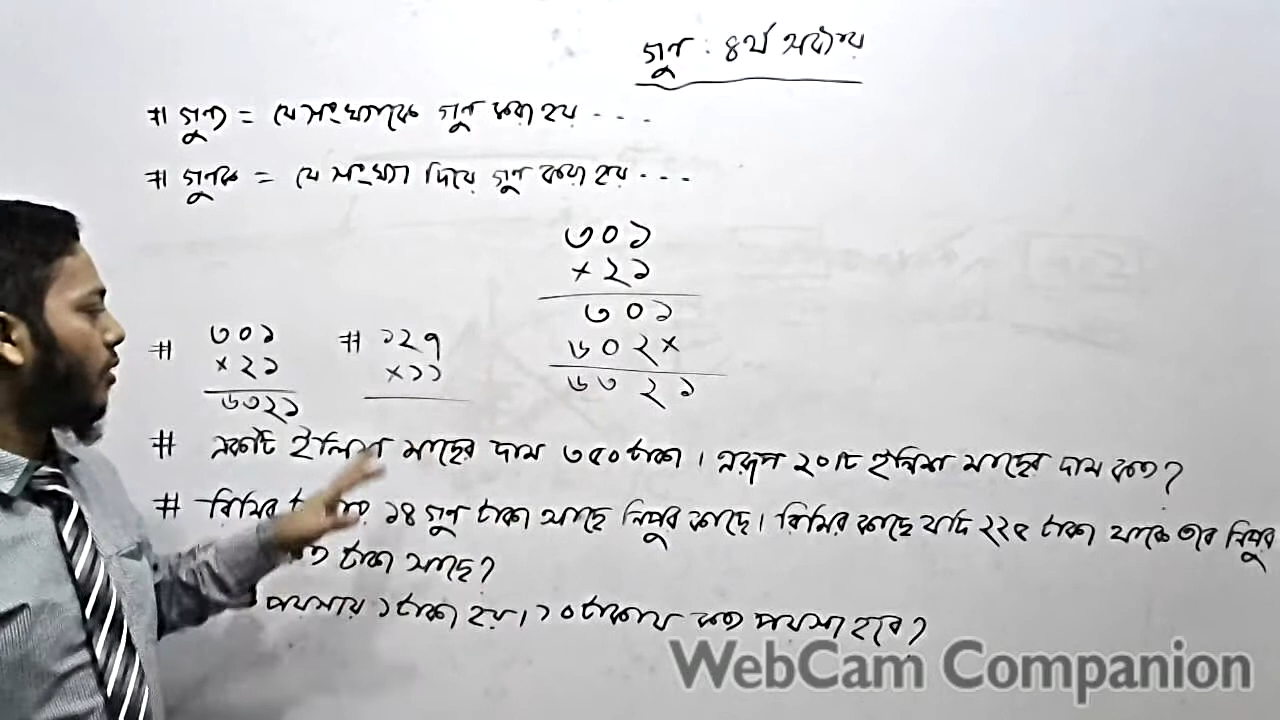 গুণ : ৪র্থ অধ্যায়
# গুণ্য = যে সংখ্যাকে গুণ করা হয় - - -
# গুণক = যে সংখ্যা দিয়ে গুণ করা হয় - - -
৩০১
× ২১
৩০১
৬০২×
৬৩২১
# ৩০১
× ২১
৬৩২১
# ১২৭
×১১
# একটি ইলিশ মাছের দাম ৩৫০ টাকা। এরূপ ২০টি ইলিশ মাছের দাম কত?
# রিমির ১৪ গুণ টাকা আছে নিপুর কাছে। রিমির কাছে যদি ২২৫ টাকা থাকে তবে নিপুর
টাকা আছে?
পয়সায় ১ টাকা হয়। ১০ টাকায় কত পয়সা হবে?
WebCam Companion